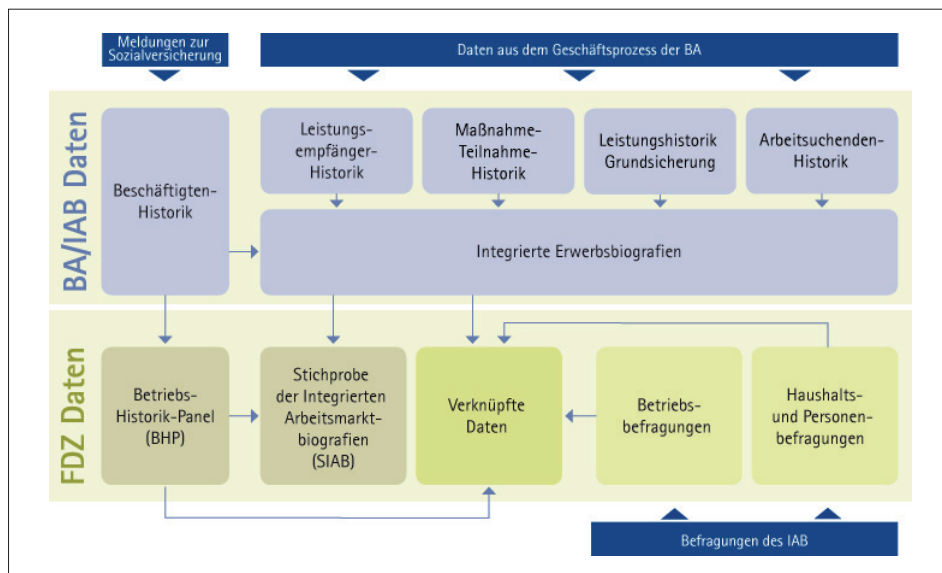 Meldungen zur
Sozialversicherung
Daten aus dem Geschäftsprozess der BA
BA/IAB Daten
Beschäftigten-
Historik
Leistungs-
empfänger-
Historik
Maßnahme-
Teilnahme-
Historik
Leistungshistorik
Grundsicherung
Arbeitsuchenden-
Historik
Integrierte Erwerbsbiografien
FDZ Daten
Betriebs-
Historik-Panel
(BHP)
Stichprobe
der Integrierten
Arbeitsmarkt-
biografien
(SIAB)
Verknüpfte
Daten
Betriebs-
befragungen
Haushalts-
und Personen-
befragungen
Befragungen des IAB